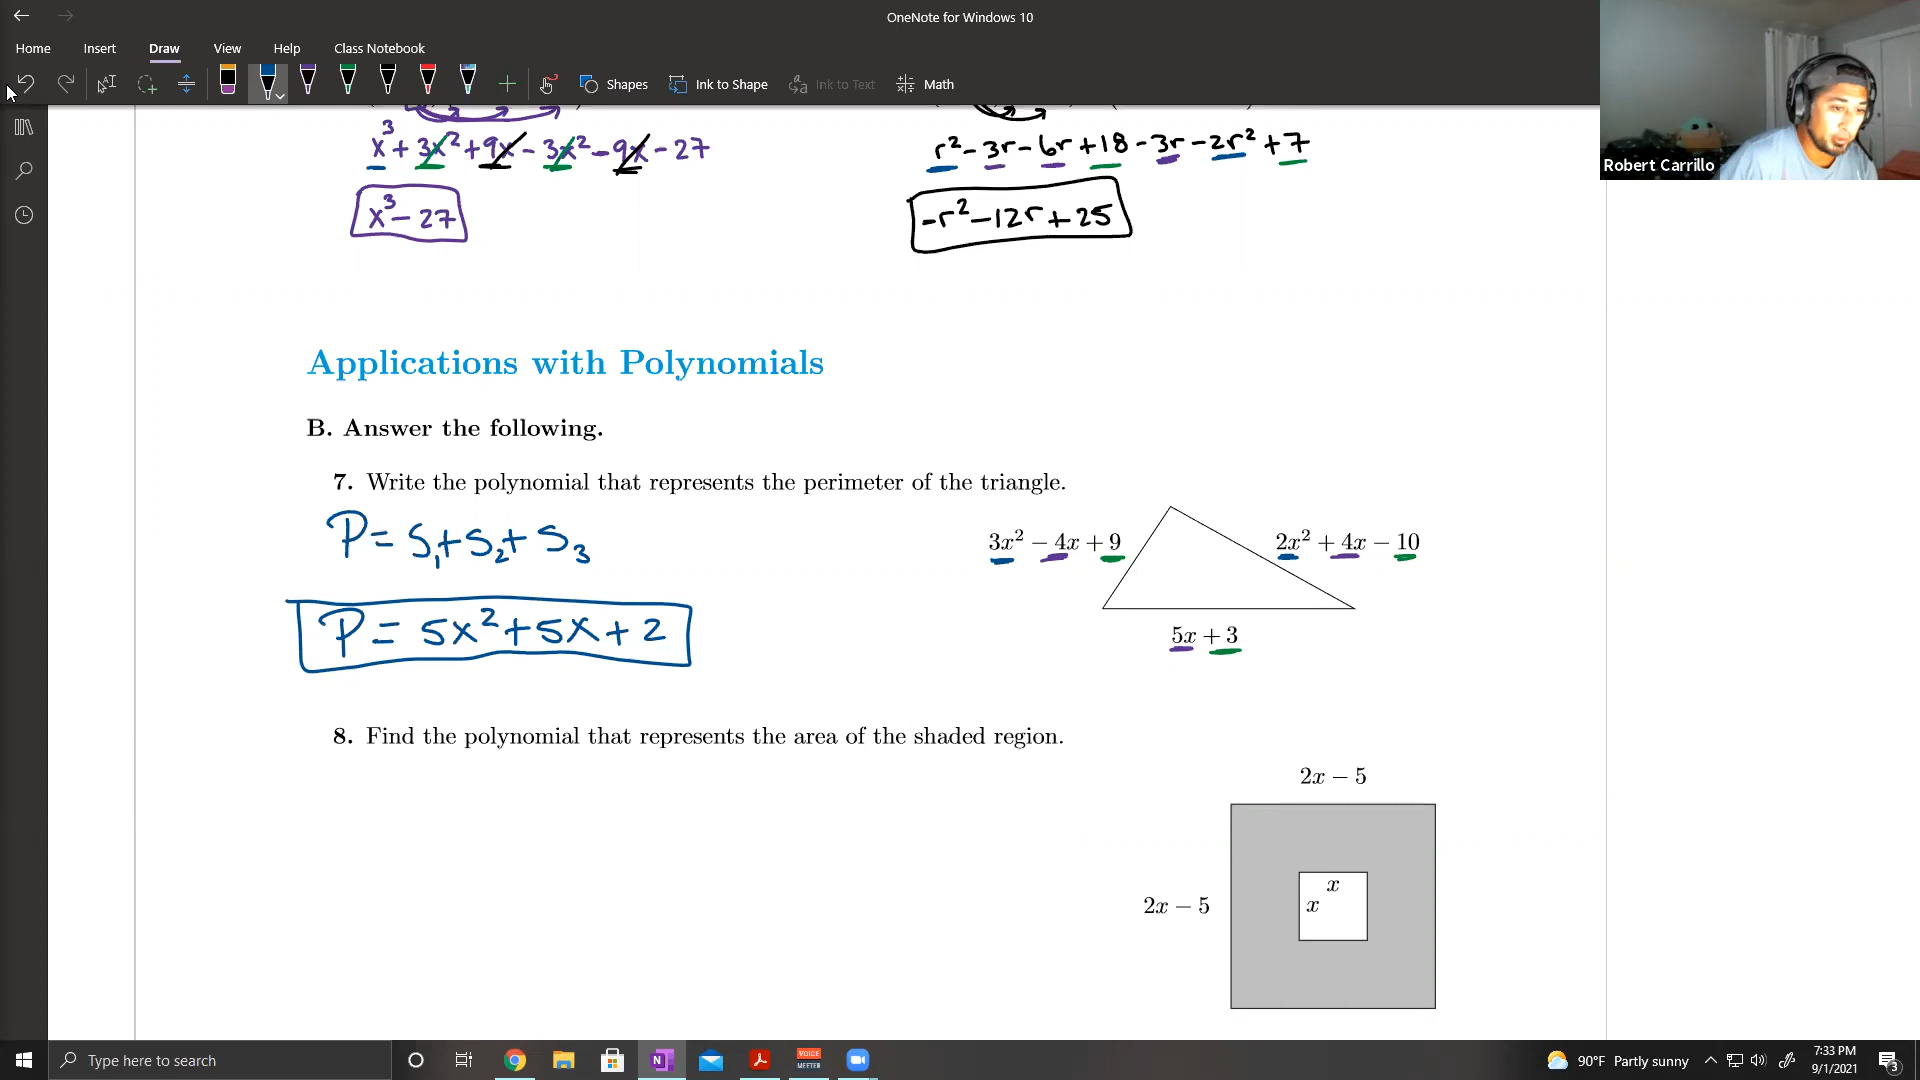 OneNote for Windows 10
Home Insert Draw View Help Class Notebook
Shapes Ink to Shape Ink to Text Math
Robert Carrillo
x³ + 3x² + 9x - 3x² - 9x - 27
r² - 3r - 6r + 18 - 3r - 2r² + 7
x³ - 27
-r² - 12r + 25
Applications with Polynomials
B. Answer the following.
7. Write the polynomial that represents the perimeter of the triangle.
P = S₁ + S₂ + S₃
3x² − 4x + 9
2x² + 4x − 10
P = 5x² + 5x + 2
5x + 3
8. Find the polynomial that represents the area of the shaded region.
2x − 5
x
2x − 5
x
Type here to search
VOICE
MEETER
90°F Partly sunny
7:33 PM
9/1/2021
3